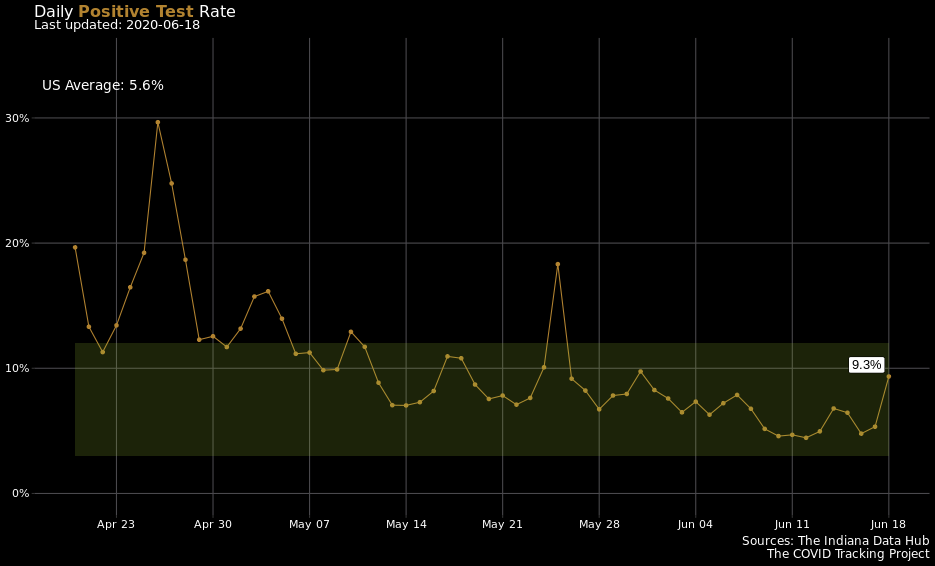 Daily Positive Test Rate
Last updated: 2020-06-18
US Average: 5.6%
30%
20%
10%
0%
9.3%
Apr 23 Apr 30 May 07 May 14 May 21 May 28 Jun 04 Jun 11 Jun 18
Sources: The Indiana Data Hub
The COVID Tracking Project